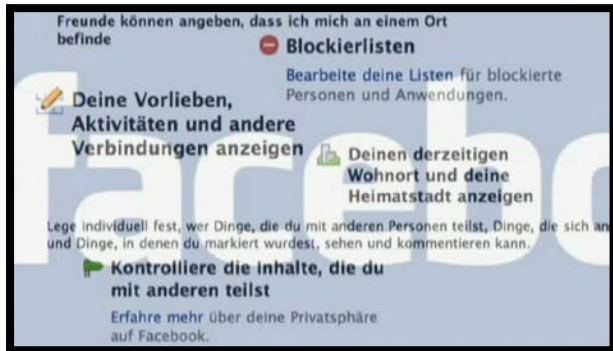 Freunde können angeben, dass ich mich an einem Ort
befinde
Blockierlisten
Bearbeite deine Listen für blockierte
Personen und Anwendungen.
Deine Vorlieben,
Aktivitäten und andere
Verbindungen anzeigen
Deinen derzeitigen
Wohnort und deine
Heimatstadt anzeigen
faceb
Lege individuell fest, wer Dinge, die du mit anderen Personen teilst, Dinge, die sich an
und Dinge, in denen du markiert wurdest, sehen und kommentieren kann.
Kontrolliere die Inhalte, die du
mit anderen teilst
Erfahre mehr über deine Privatsphäre
auf Facebook.